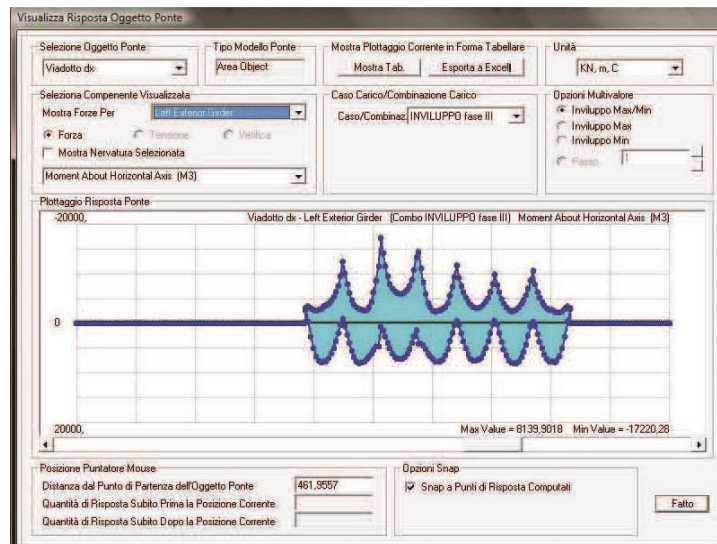 Visualizza Risposta Oggetto Ponte
Selezione Oggetto Ponte
Viadotto dx
Tipo Modello Ponte
Area Object
Mostra Plottaggio Corrente in Forma Tabellare
Mostra Tab.
Esporta a Excell
Unità
KN, m, C
Seleziona Compenente Visualizzata
Mostra Forze Per
Left Exterior Girder
Forza
Tensione
Verifica
Mostra Nervatura Selezionata
Moment About Horizontal Axis (M3)
Caso Carico/Combinazione Carico
Caso/Combinaz.
INVILUPPO fase III
Opzioni Multivalore
Inviluppo Max/Min
Inviluppo Max
Inviluppo Min
Passo
1
Plottaggio Risposta Ponte
-20000,
Viadotto dx - Left Exterior Girder (Combo INVILUPPO fase III) Moment About Horizontal Axis (M3)
0
20000,
Max Value = 8139,9018 Min Value = -17220,28
Posizione Puntatore Mouse
Distanza dal Punto di Partenza dell'Oggetto Ponte
461,9557
Quantità di Risposta Subito Prima la Posizione Corrente
Quantità di Risposta Subito Dopo la Posizione Corrente
Opzioni Snap
Snap a Punti di Risposta Computati
Fatto